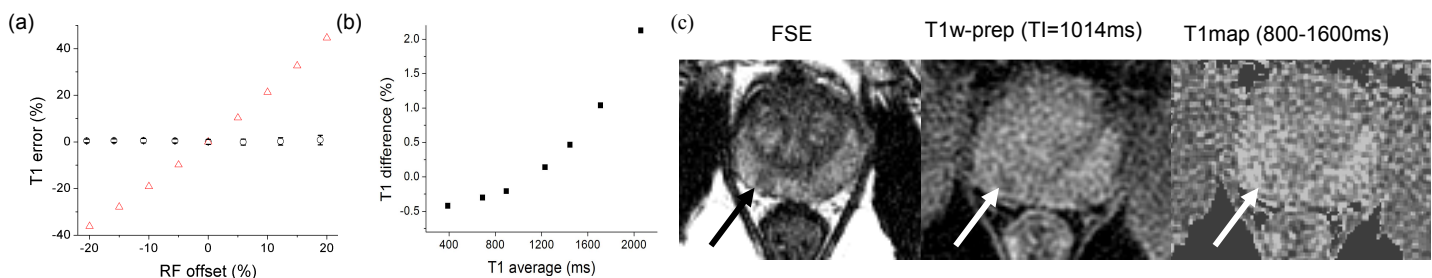 (a)
T1 error (%)
40
20
0
-20
-40
-20
-10
0
10
20
RF offset (%)
(b)
T1 difference (%)
2.0
1.5
1.0
0.5
0.0
-0.5
400
800
1200
1600
2000
T1 average (ms)
(c)
FSE
T1w-prep (TI=1014ms)
T1map (800-1600ms)